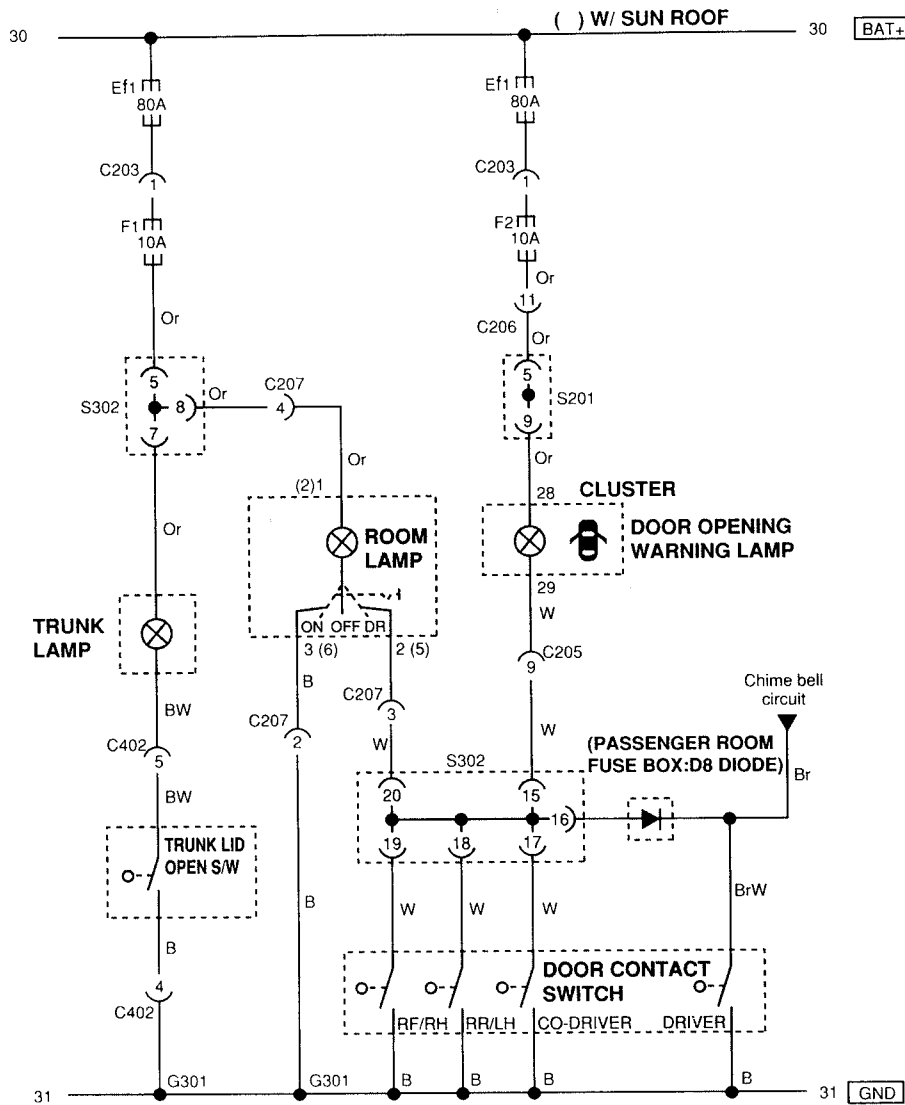 ( ) W/ SUN ROOF
30
30
BAT+
Ef1
80A
Ef1
80A
C203
1
C203
1
F1
10A
F2
10A
Or
11
Or
C206
Or
5
5
S302
8
Or
C207
4
S201
7
9
Or
Or
(2)1
28
CLUSTER
Or
ROOM
LAMP
DOOR OPENING
WARNING LAMP
29
ON
OFF
DR
W
TRUNK
LAMP
3 (6)
2 (5)
C205
9
B
BW
C207
3
Chime bell
circuit
C207
2
C402
5
W
W
(PASSENGER ROOM
FUSE BOX:D8 DIODE)
Br
S302
BW
20
15
16
TRUNK LID
OPEN S/W
19
18
17
B
W
W
W
BrW
B
DOOR CONTACT
SWITCH
4
C402
RF/RH
RR/LH
CO-DRIVER
DRIVER
G301
G301
B
B
B
B
31
31
GND